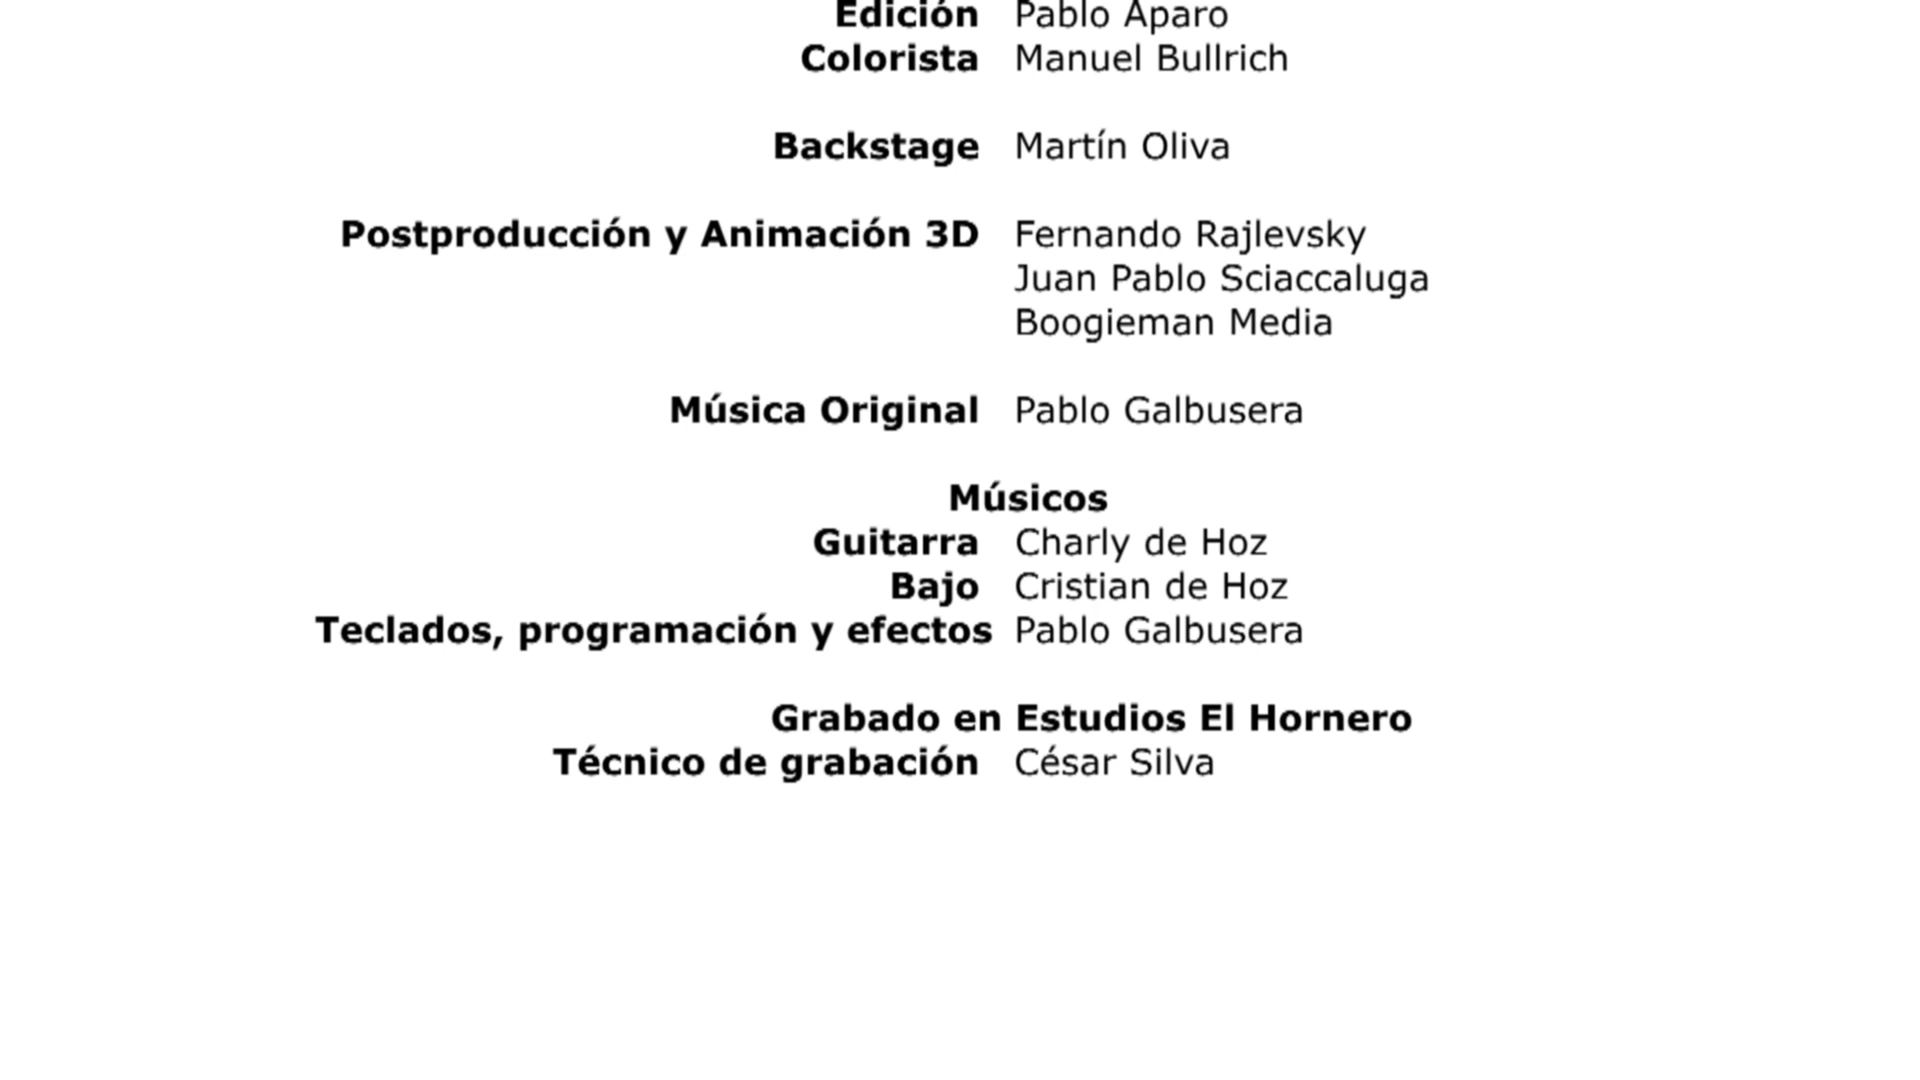 Edición Pablo Aparo
Colorista Manuel Bullrich
Backstage Martín Oliva
Postproducción y Animación 3D Fernando Rajlevsky
Juan Pablo Sciaccaluga
Boogieman Media
Música Original Pablo Galbusera
Músicos
Guitarra Charly de Hoz
Bajo Cristian de Hoz
Teclados, programación y efectos Pablo Galbusera
Grabado en Estudios El Hornero
Técnico de grabación César Silva